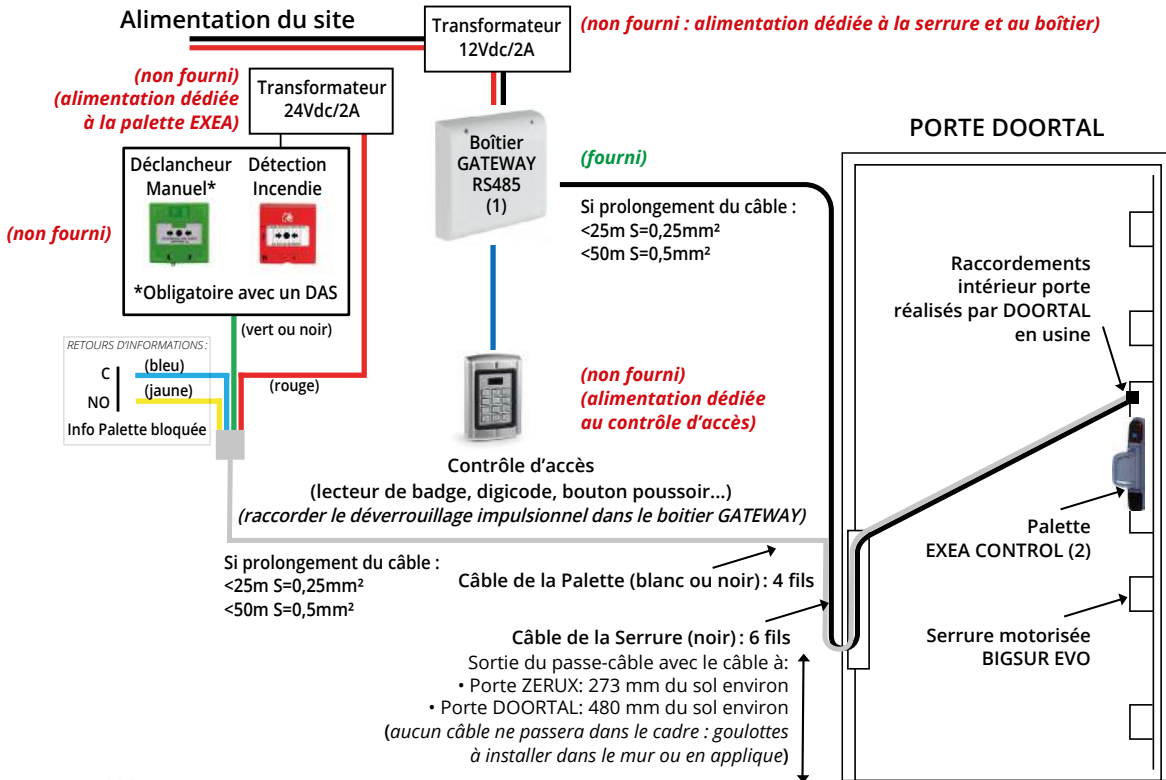 Alimentation du site
Transformateur
12Vdc/2A
(non fourni : alimentation dédiée à la serrure et au boîtier)
(non fourni)
(alimentation dédiée
à la palette EXEA)
Transformateur
24Vdc/2A
Déclancheur
Manuel*
Détection
Incendie
*Obligatoire avec un DAS
(non fourni)
Boîtier
GATEWAY
RS485
(1)
(fourni)
Si prolongement du câble :
<25m S=0,25mm²
<50m S=0,5mm²
PORTE DOORTAL
Raccordements
intérieur porte
réalisés par DOORTAL
en usine
(vert ou noir)
RETOURS D'INFORMATIONS :
C
(bleu)
NO
(jaune)
Info Palette bloquée
(rouge)
(non fourni)
(alimentation dédiée
au contrôle d'accès)
Contrôle d'accès
(lecteur de badge, digicode, bouton poussoir...)
(raccorder le déverrouillage impulsionnel dans le boitier GATEWAY)
Palette
EXEA CONTROL (2)
Si prolongement du câble :
<25m S=0,25mm²
<50m S=0,5mm²
Câble de la Palette (blanc ou noir) : 4 fils
Câble de la Serrure (noir) : 6 fils
Sortie du passe-câble avec le câble à:
• Porte ZERUX: 273 mm du sol environ
• Porte DOORTAL: 480 mm du sol environ
(aucun câble ne passera dans le cadre : goulottes
à installer dans le mur ou en applique)
Serrure motorisée
BIGSUR EVO